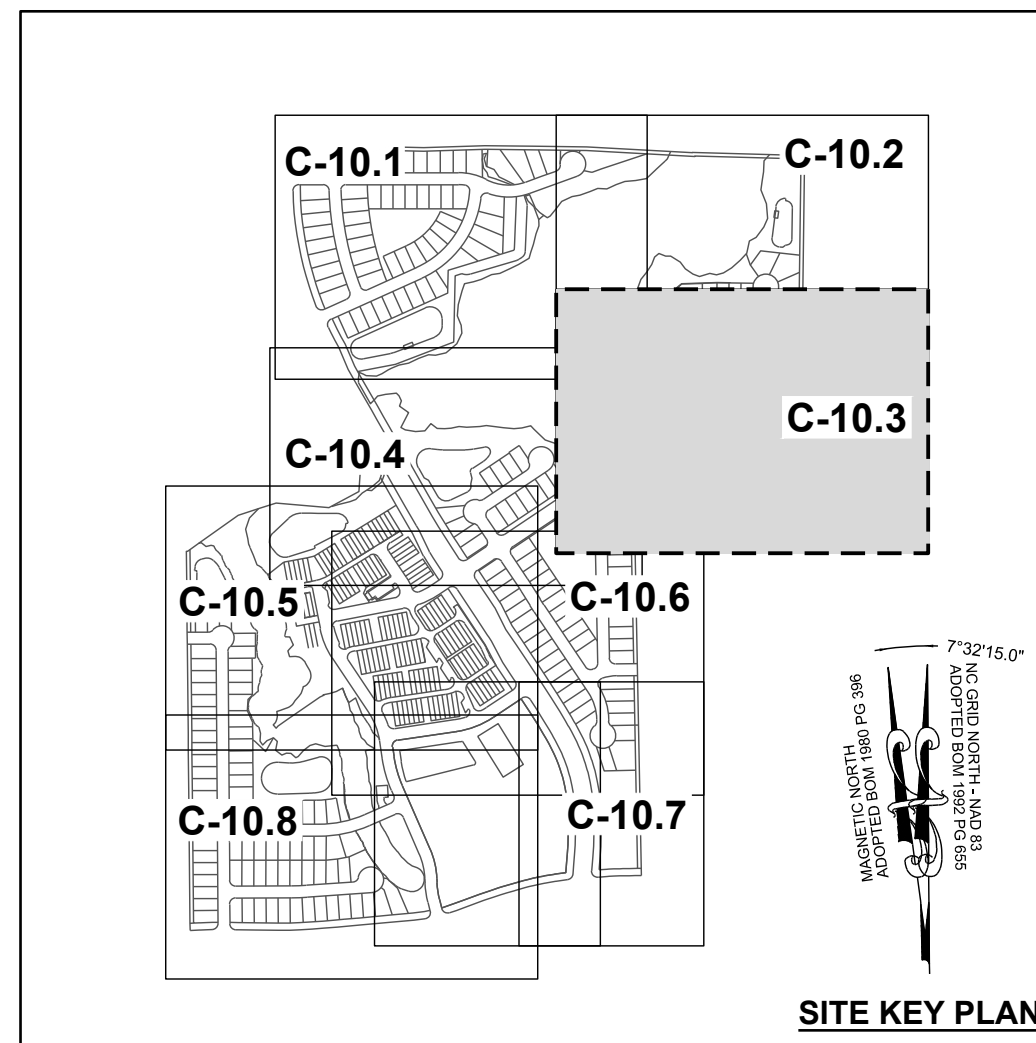 C-10.1
C-10.2
C-10.3
C-10.4
C-10.5
C-10.6
7°32'15.0"
MAGNETIC NORTH
ADOPTED BOM 1980 PG 396
NC GRID NORTH - NAD 83
ADOPTED BOM 1992 PG 655
C-10.8
C-10.7
SITE KEY PLAN